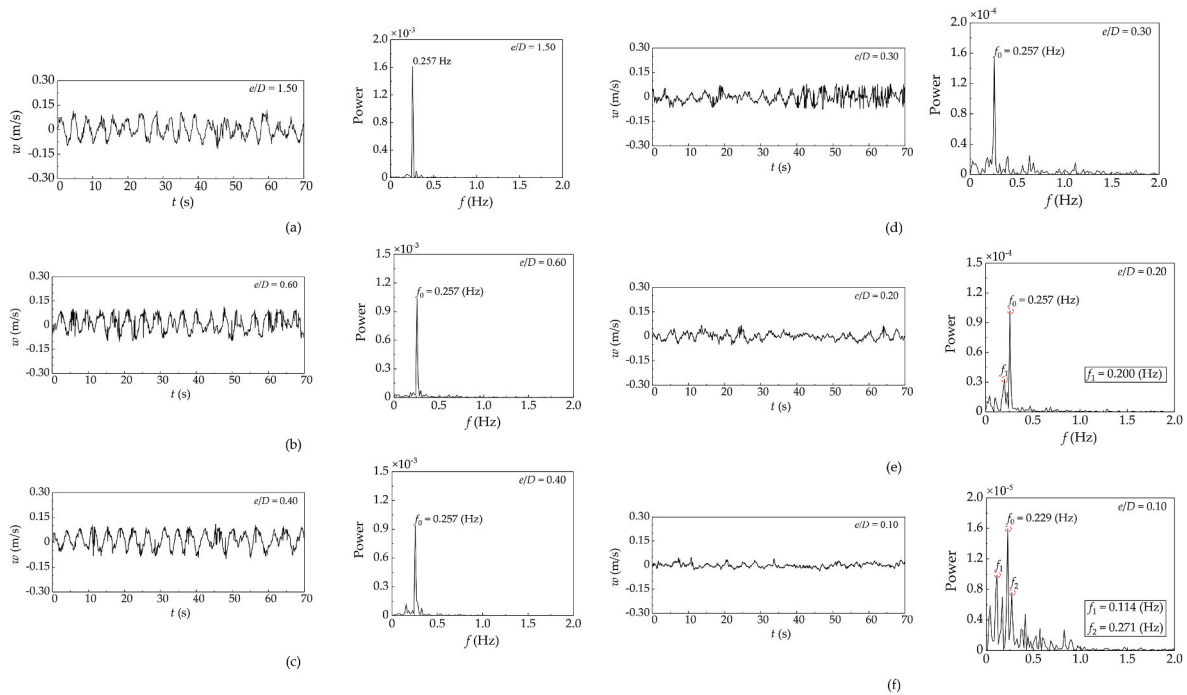 0.30
0.15
0
-0.15
-0.30
w (m/s)
e/D = 1.50
0 10 20 30 40 50 60 70
t (s)
×10⁻³
2.0
1.6
1.2
0.8
0.4
0
Power
e/D = 1.50
0.257 Hz
0 0.5 1.0 1.5 2.0
f (Hz)
(a)
0.30
0.15
0
-0.15
-0.30
w (m/s)
e/D = 0.60
0 10 20 30 40 50 60 70
t (s)
×10⁻³
1.5
1.2
0.9
0.6
0.3
0
Power
e/D = 0.60
f₀ = 0.257 (Hz)
0 0.5 1.0 1.5 2.0
f (Hz)
(b)
0.30
0.15
0
-0.15
-0.30
w (m/s)
e/D = 0.40
0 10 20 30 40 50 60 70
t (s)
×10⁻³
1.5
1.2
0.9
0.6
0.3
0
Power
e/D = 0.40
f₀ = 0.257 (Hz)
0 0.5 1.0 1.5 2.0
f (Hz)
(c)
0.30
0.15
0
-0.15
-0.30
w (m/s)
e/D = 0.30
0 10 20 30 40 50 60 70
t (s)
×10⁻⁴
2.0
1.6
1.2
0.8
0.4
0
Power
e/D = 0.30
f₀ = 0.257 (Hz)
0 0.5 1.0 1.5 2.0
f (Hz)
(d)
0.30
0.15
0
-0.15
-0.30
w (m/s)
e/D = 0.20
0 10 20 30 40 50 60 70
t (s)
×10⁻⁴
1.5
1.2
0.9
0.6
0.3
0
Power
e/D = 0.20
f₀ = 0.257 (Hz)
f₁
f₁ = 0.200 (Hz)
0 0.5 1.0 1.5 2.0
f (Hz)
(e)
0.30
0.15
0
-0.15
-0.30
w (m/s)
e/D = 0.10
0 10 20 30 40 50 60 70
t (s)
×10⁻⁵
2.0
1.6
1.2
0.8
0.4
0
Power
e/D = 0.10
f₀ = 0.229 (Hz)
f₁
f₂
f₁ = 0.114 (Hz)
f₂ = 0.271 (Hz)
0 0.5 1.0 1.5 2.0
f (Hz)
(f)